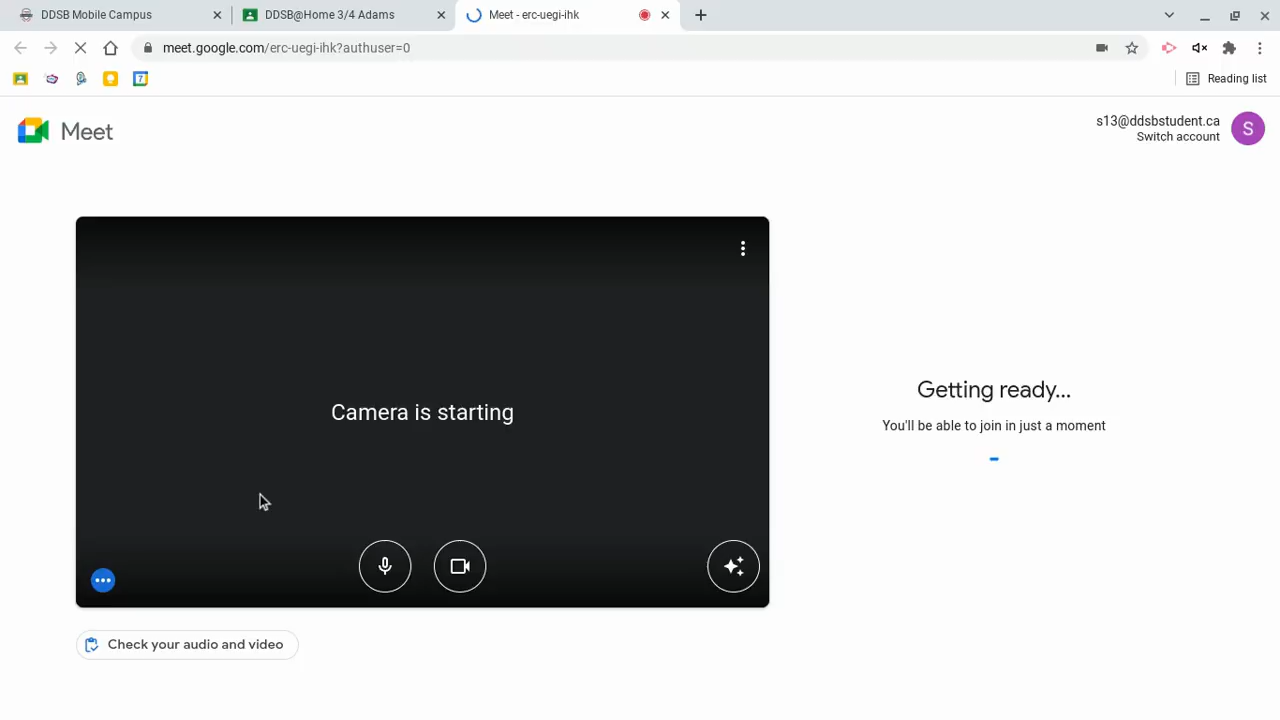 DDSB Mobile Campus
DDSB@Home 3/4 Adams
Meet - erc-uegi-ihk
meet.google.com/erc-uegi-ihk?authuser=0
7
Reading list
Meet
s13@ddsbstudent.ca
Switch account
S
Camera is starting
Getting ready...
You'll be able to join in just a moment
Check your audio and video